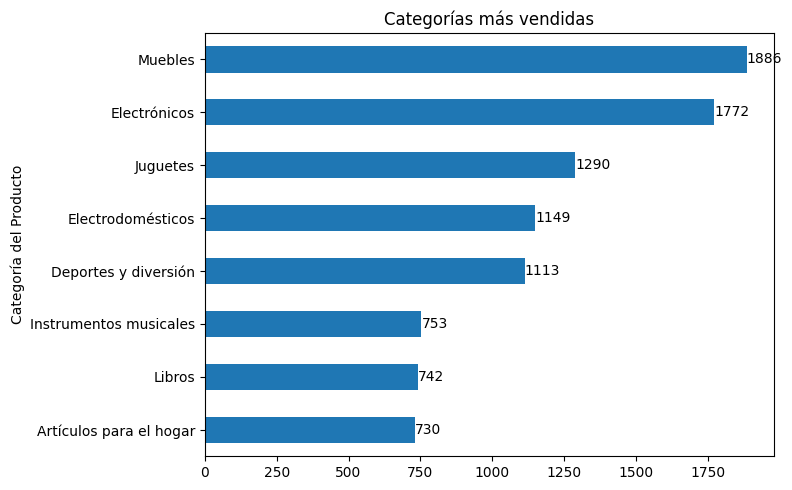 Categorías más vendidas
Categoría del Producto
Muebles 1886
Electrónicos 1772
Juguetes 1290
Electrodomésticos 1149
Deportes y diversión 1113
Instrumentos musicales 753
Libros 742
Artículos para el hogar 730
0 250 500 750 1000 1250 1500 1750